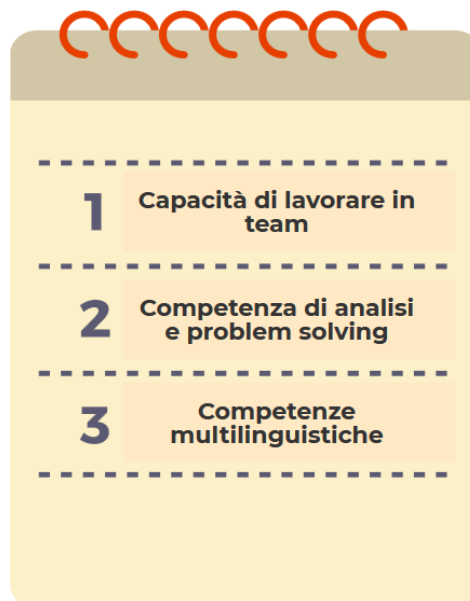 1
Capacità di lavorare in
team
2
Competenza di analisi
e problem solving
3
Competenze
multilinguistiche